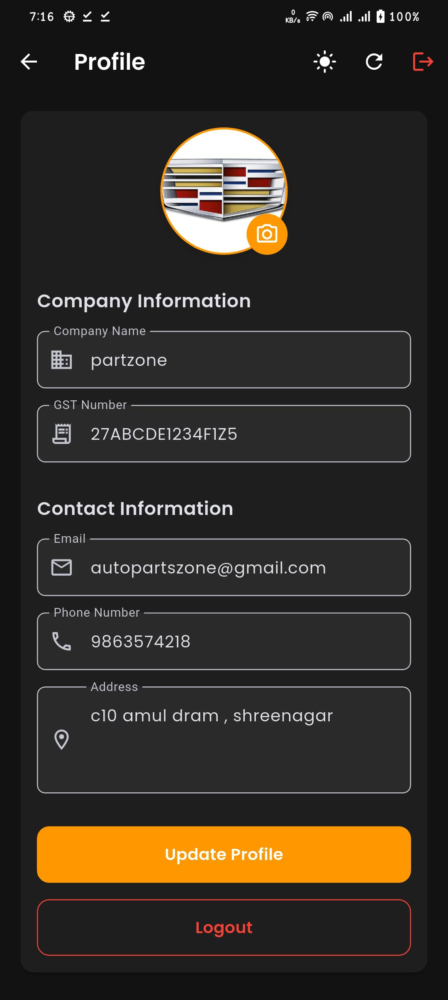 7:16
0
KB/s
100%
Profile
Company Information
Company Name
partzone
GST Number
27ABCDE1234F1Z5
Contact Information
Email
autopartszone@gmail.com
Phone Number
9863574218
Address
c10 amul dram , shreenagar
Update Profile
Logout